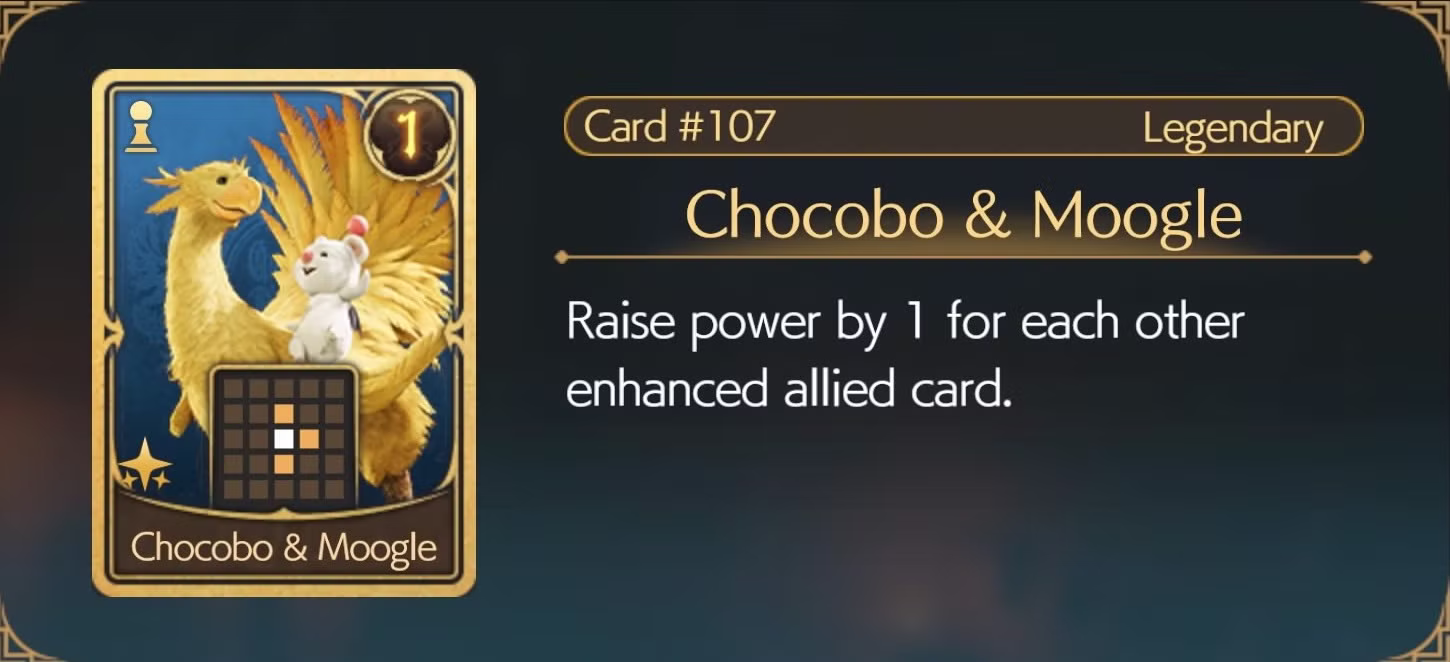 1
Chocobo & Moogle
Card #107 Legendary
Chocobo & Moogle
Raise power by 1 for each other
enhanced allied card.